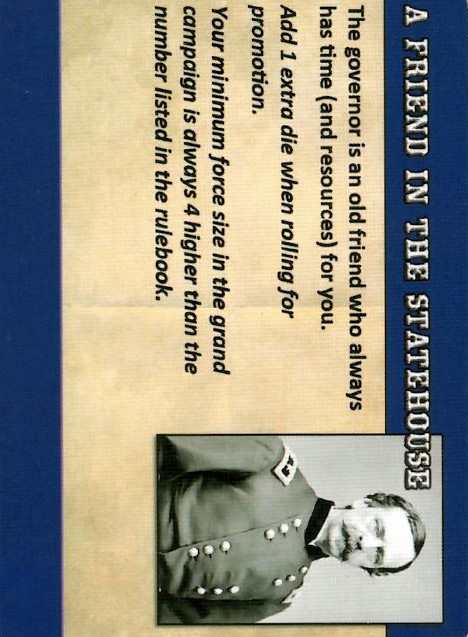 A FRIEND IN THE STATEHOUSE
The governor is an old friend who always
has time (and resources) for you.
Add 1 extra die when rolling for
promotion.
Your minimum force size in the grand
campaign is always 4 higher than the
number listed in the rulebook.